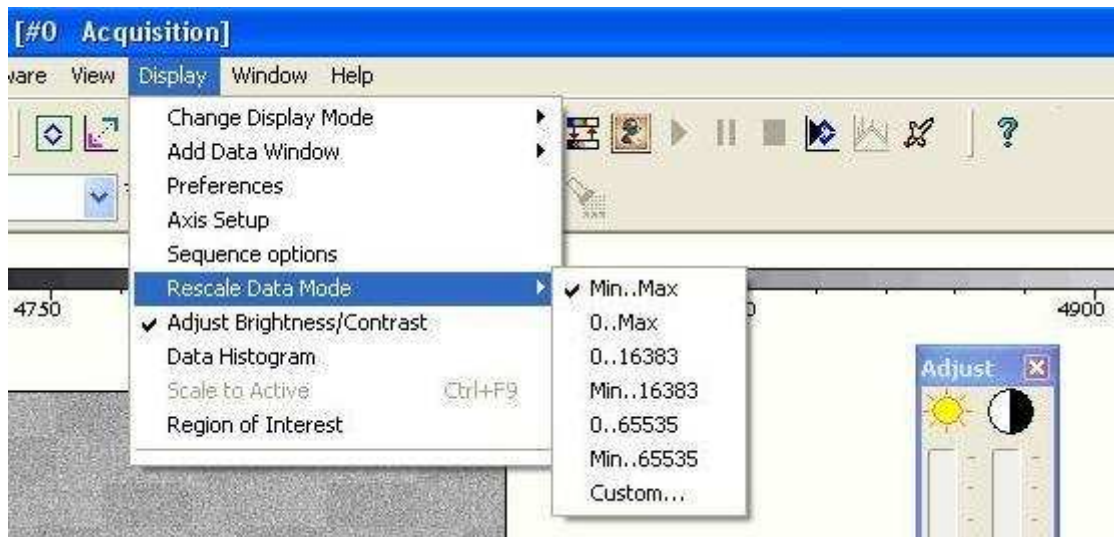 [#0 Acquisition]
ware View Display Window Help
Change Display Mode
Add Data Window
Preferences
Axis Setup
Sequence options
Rescale Data Mode
Adjust Brightness/Contrast
Data Histogram
Scale to Active Ctrl+F9
Region of Interest
Min..Max
0..Max
0..16383
Min..16383
0..65535
Min..65535
Custom...
4750
4900
Adjust